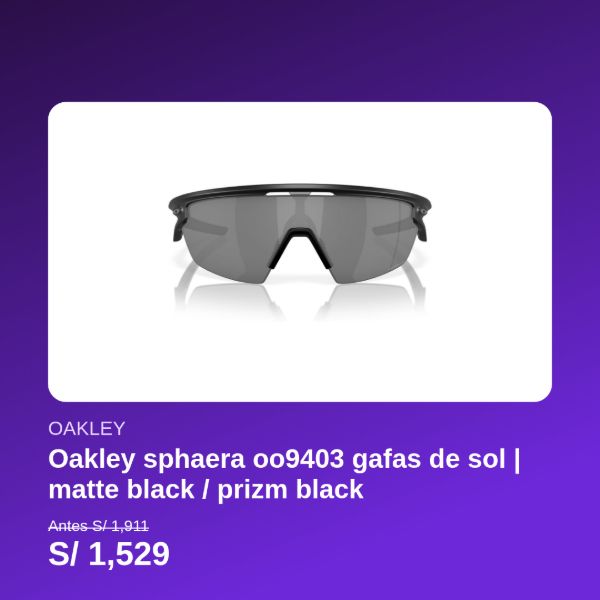 OAKLEY
Oakley sphaera oo9403 gafas de sol |
matte black / prizm black
Antes S/ 1,911
S/ 1,529